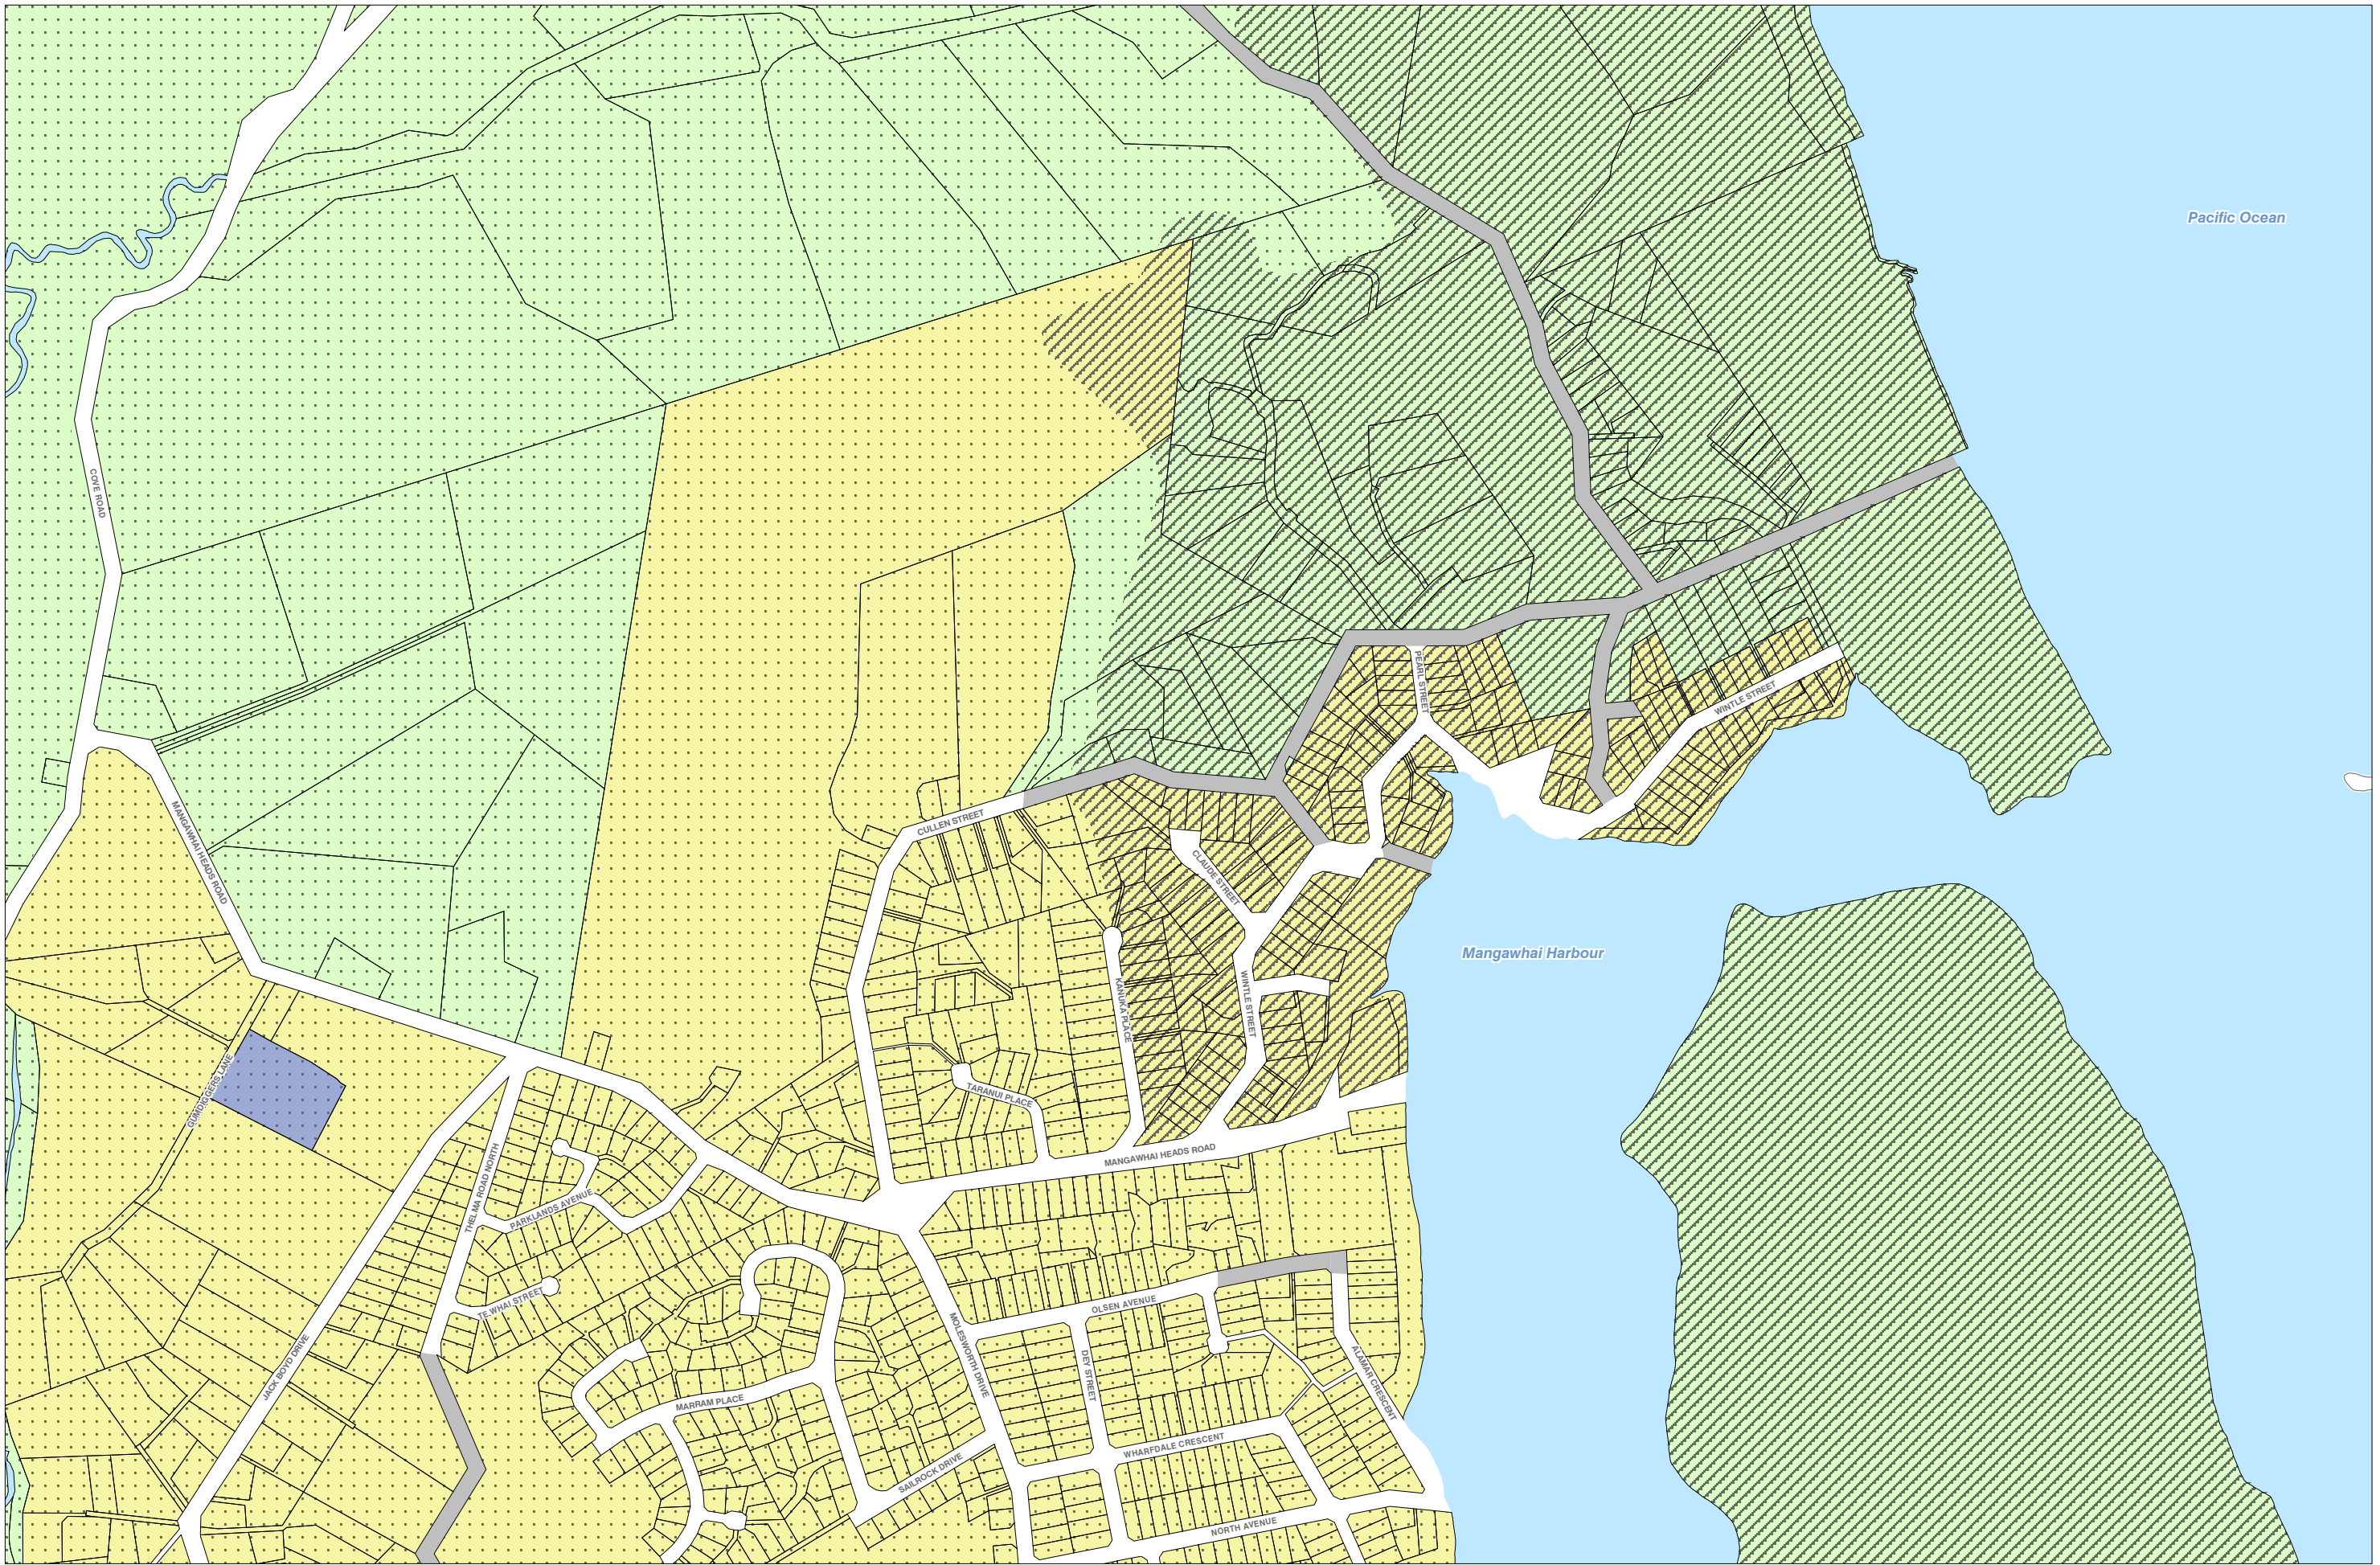 Pacific Ocean
COVE ROAD
PEARL STREET
WINTLE STREET
MANGAWHAI HEADS ROAD
CULLEN STREET
CLAUDE STREET
Mangawhai Harbour
KANUKA PLACE
WINTLE STREET
GUMDIGGERS LANE
TARANUI PLACE
MANGAWHAI HEADS ROAD
THELMA ROAD NORTH
PARKLANDS AVENUE
TE WHAI STREET
OLSEN AVENUE
MOLESWORTH DRIVE
JACK BOYD DRIVE
DEY STREET
ALAMAR CRESCENT
MARRAM PLACE
WHARFDALE CRESCENT
SAILROCK DRIVE
NORTH AVENUE